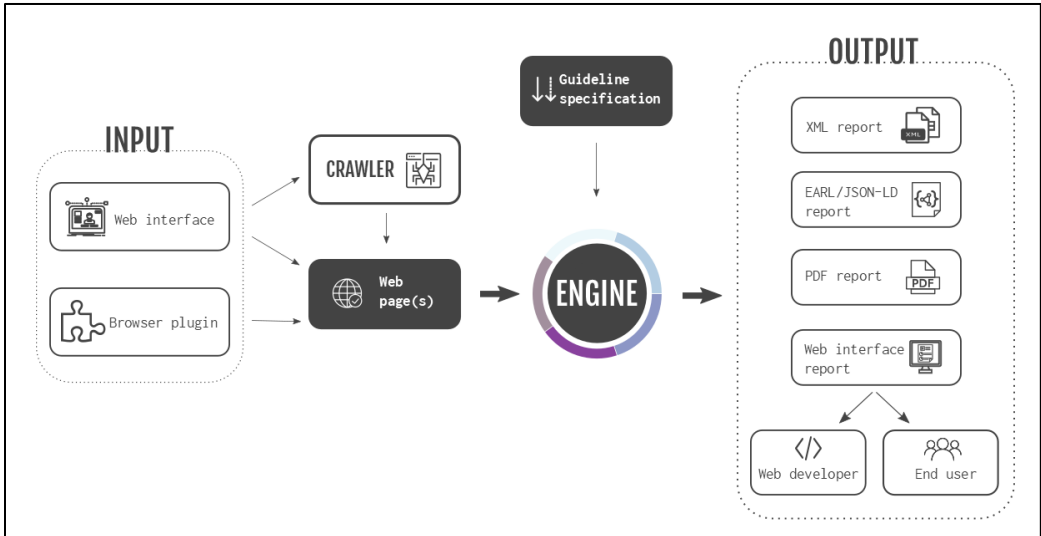 INPUT
Web interface
Browser plugin
CRAWLER
Web
page(s)
Guideline
specification
ENGINE
OUTPUT
XML report
XML
EARL/JSON-LD
report
PDF report
PDF
Web interface
report
Web developer
End user